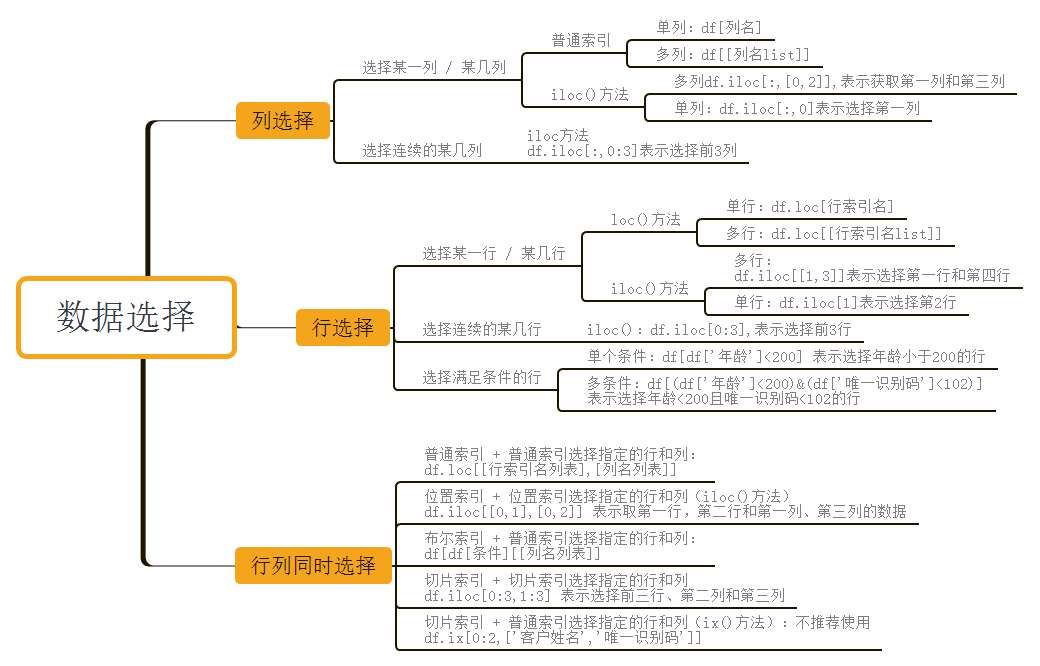 数据选择
列选择
选择某一列 / 某几列
普通索引
单列：df[列名]
多列：df[[列名list]]
iloc()方法
多列df.iloc[:,[0,2]],表示获取第一列和第三列
单列：df.iloc[:,0]表示选择第一列
选择连续的某几列
iloc方法
df.iloc[:,0:3]表示选择前3列
行选择
选择某一行 / 某几行
loc()方法
单行：df.loc[行索引名]
多行：df.loc[[行索引名list]]
iloc()方法
多行：
df.iloc[[1,3]]表示选择第一行和第四行
单行：df.iloc[1]表示选择第2行
选择连续的某几行
iloc()：df.iloc[0:3],表示选择前3行
选择满足条件的行
单个条件：df[df['年龄']<200] 表示选择年龄小于200的行
多条件：df[(df['年龄']<200)&(df['唯一识别码']<102)]
表示选择年龄<200且唯一识别码<102的行
行列同时选择
普通索引 + 普通索引选择指定的行和列：
df.loc[[行索引名列表],[列名列表]]
位置索引 + 位置索引选择指定的行和列（iloc()方法）
df.iloc[[0,1],[0,2]] 表示取第一行，第二行和第一列、第三列的数据
布尔索引 + 普通索引选择指定的行和列：
df[df[条件][[列名列表]]
切片索引 + 切片索引选择指定的行和列
df.iloc[0:3,1:3] 表示选择前三行、第二列和第三列
切片索引 + 普通索引选择指定的行和列（ix()方法）：不推荐使用
df.ix[0:2,['客户姓名','唯一识别码']]